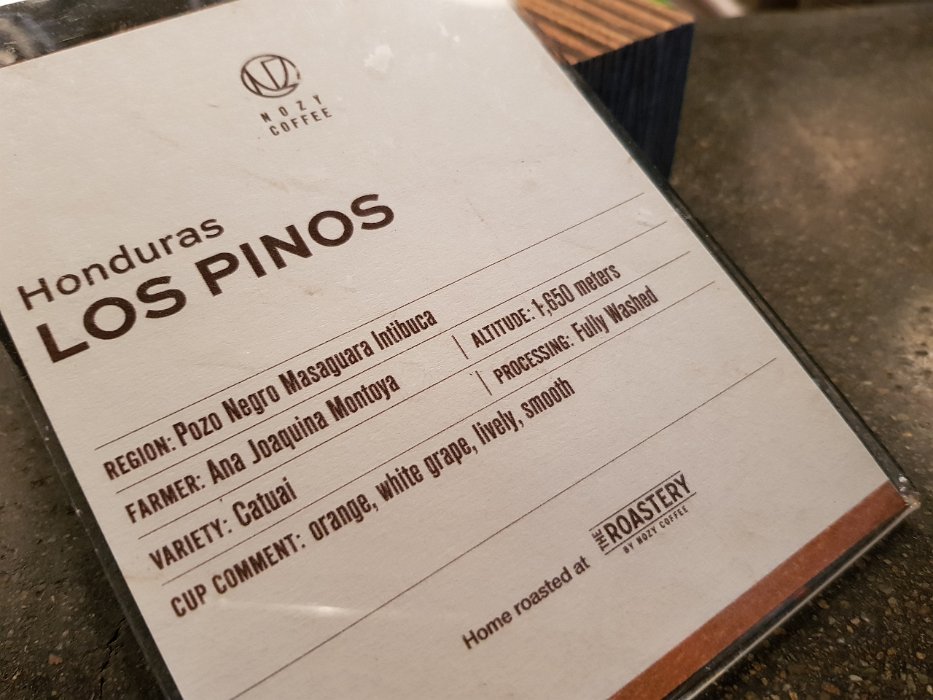 NZ
NOZY
COFFEE
Honduras
LOS PINOS
REGION: Pozo Negro Masaguara Intibuca | ALTITUDE: 1,650 meters
FARMER: Ana Joaquina Montoya | PROCESSING: Fully Washed
VARIETY: Catuai
CUP COMMENT: orange, white grape, lively, smooth
Home roasted at THE ROASTERY
BY NOZY COFFEE